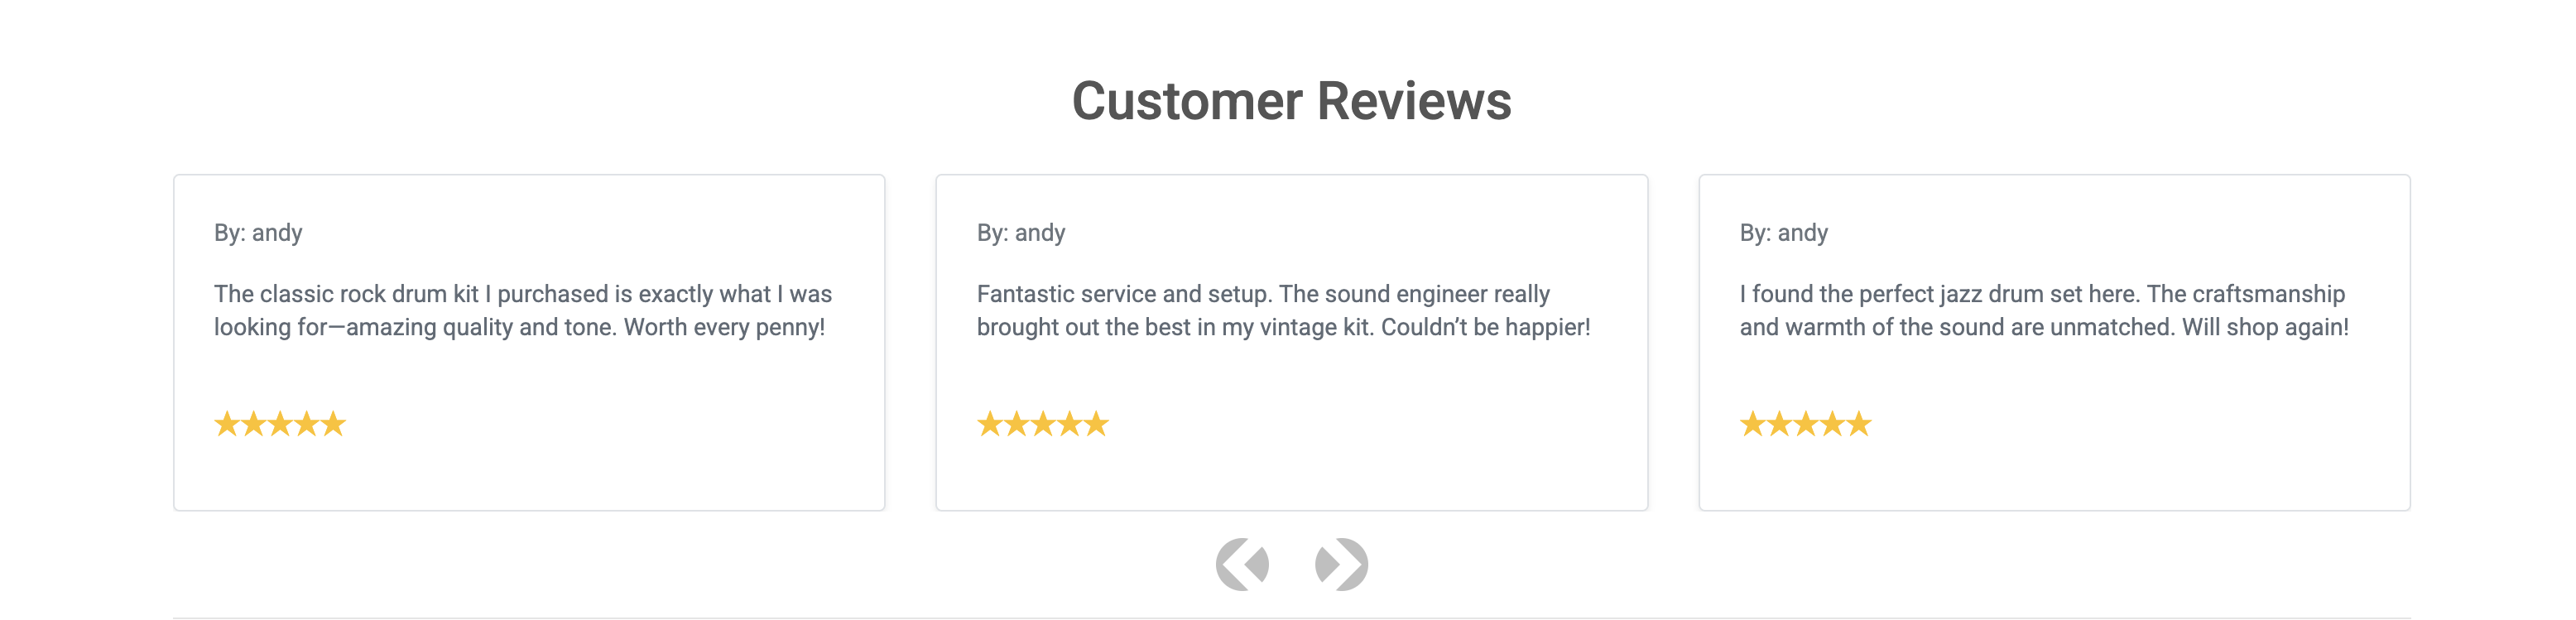 Customer Reviews
By: andy
The classic rock drum kit I purchased is exactly what I was
looking for—amazing quality and tone. Worth every penny!
By: andy
Fantastic service and setup. The sound engineer really
brought out the best in my vintage kit. Couldn’t be happier!
By: andy
I found the perfect jazz drum set here. The craftsmanship
and warmth of the sound are unmatched. Will shop again!